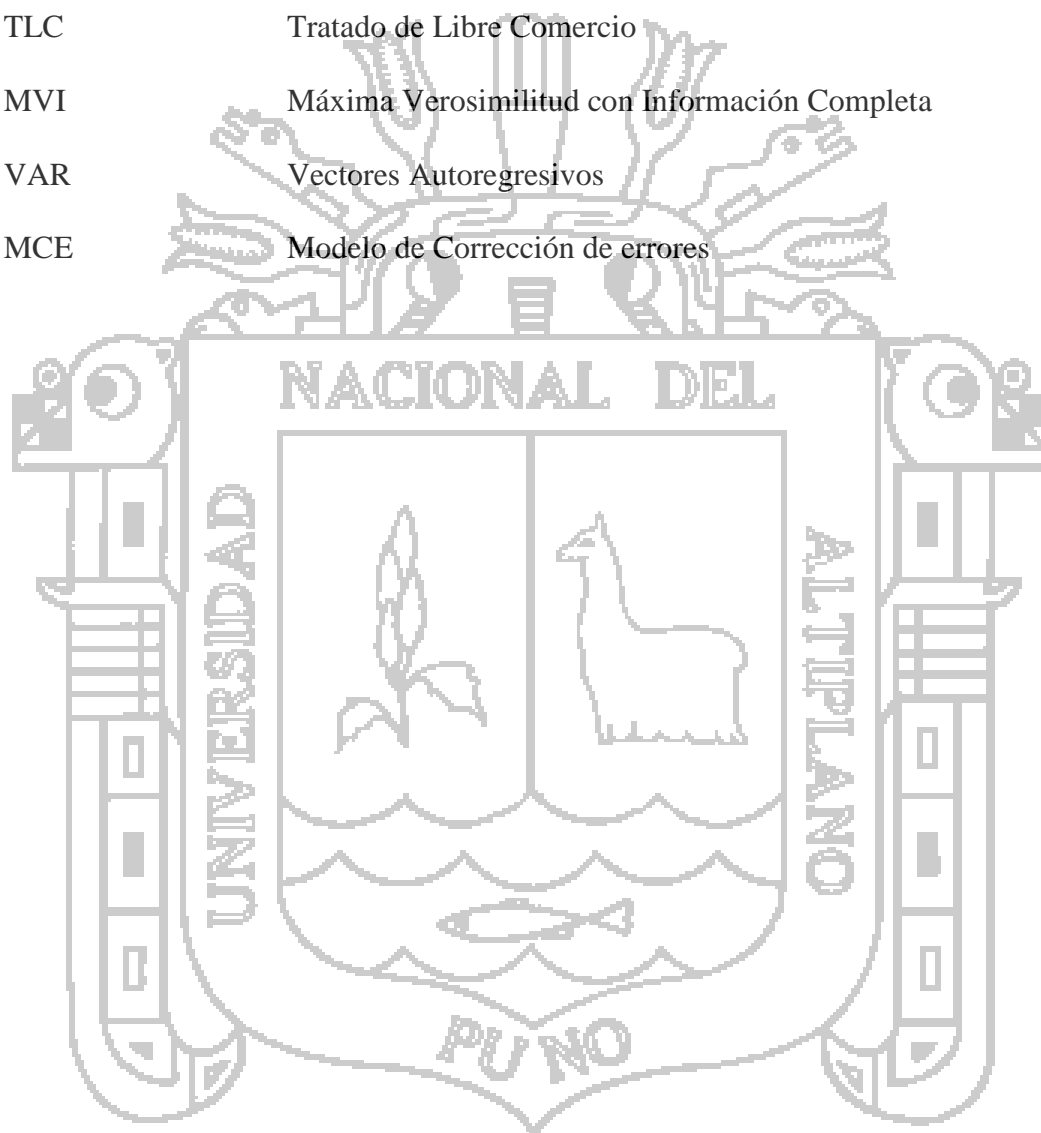 TLC Tratado de Libre Comercio
MVI Máxima Verosimilitud con Información Completa
VAR Vectores Autoregresivos
MCE Modelo de Corrección de errores
UNIVERSIDAD
NACIONAL DEL
ALTIPLANO
PUNO